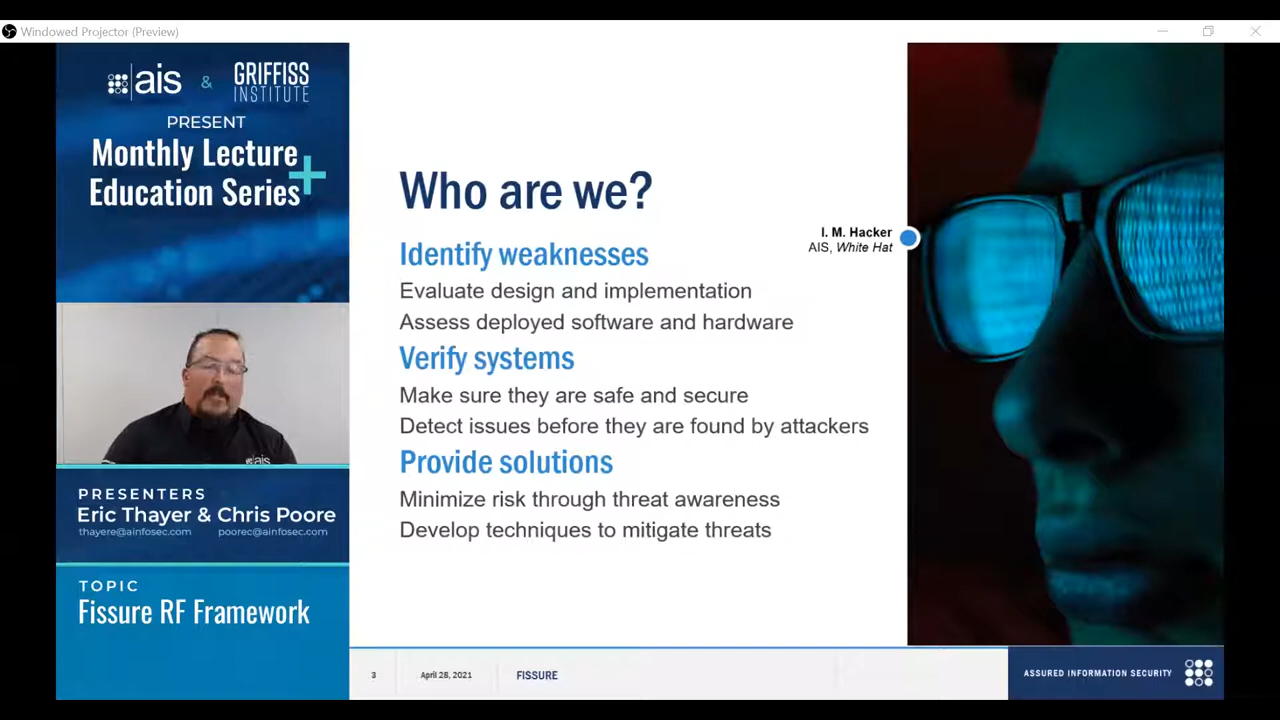 Windowed Projector (Preview)
ais & GRIFFISS INSTITUTE
PRESENT
Monthly Lecture
Education Series
PRESENTERS
Eric Thayer & Chris Poore
thayere@ainfosec.com poorec@ainfosec.com
TOPIC
Fissure RF Framework
Who are we?
Identify weaknesses
Evaluate design and implementation
Assess deployed software and hardware
Verify systems
Make sure they are safe and secure
Detect issues before they are found by attackers
Provide solutions
Minimize risk through threat awareness
Develop techniques to mitigate threats
I. M. Hacker
AIS, White Hat
ais
3 April 28, 2021 FISSURE
ASSURED INFORMATION SECURITY